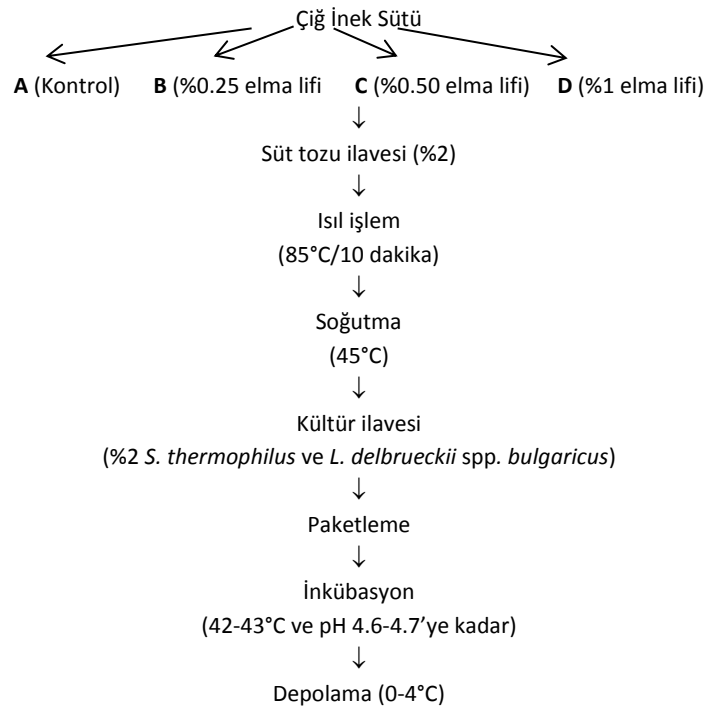 Çiğ İnek Sütü
A (Kontrol) B (%0.25 elma lifi C (%0.50 elma lifi) D (%1 elma lifi)
↓
Süt tozu ilavesi (%2)
↓
Isıl işlem
(85°C/10 dakika)
↓
Soğutma
(45°C)
↓
Kültür ilavesi
(%2 S. thermophilus ve L. delbrueckii spp. bulgaricus)
↓
Paketleme
↓
İnkübasyon
(42-43°C ve pH 4.6-4.7’ye kadar)
↓
Depolama (0-4°C)